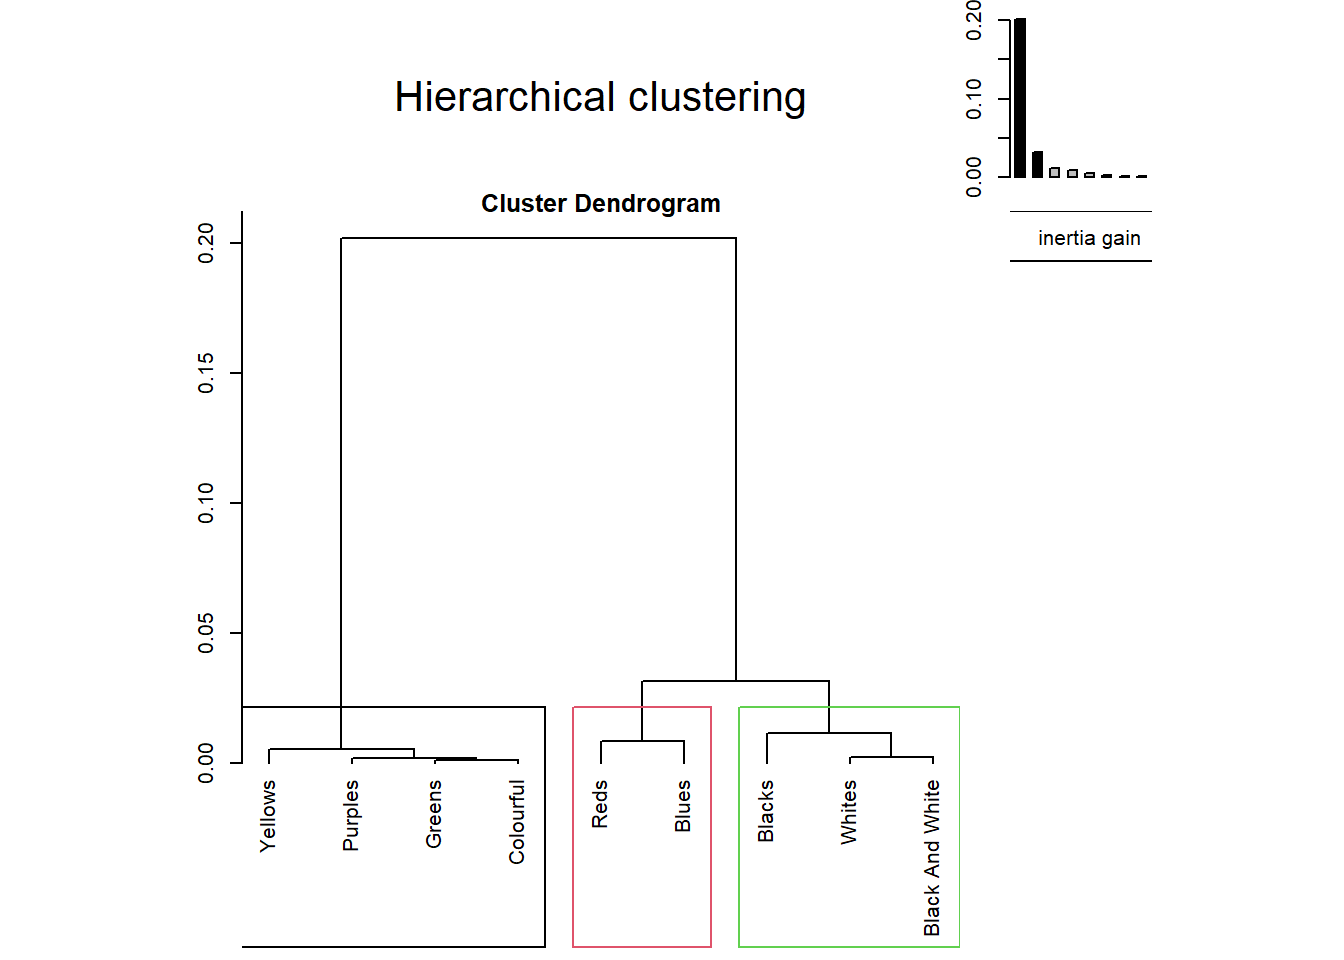 Hierarchical clustering
0.20
0.10
0.00
inertia gain
Cluster Dendrogram
0.20
0.15
0.10
0.05
0.00
Yellows
Purples
Greens
Colourful
Reds
Blues
Blacks
Whites
Black And White